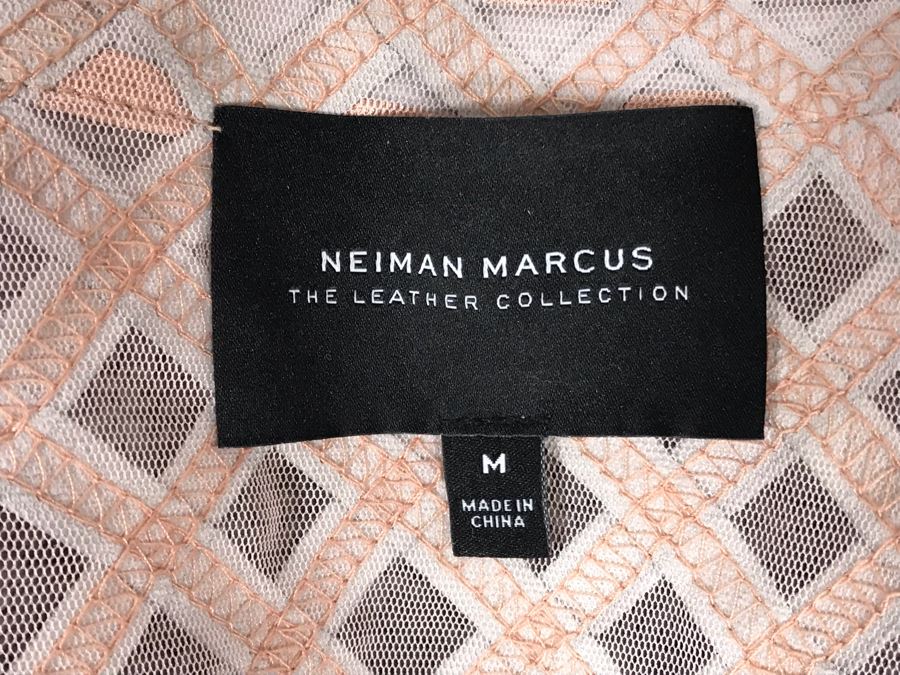 NEIMAN MARCUS
THE LEATHER COLLECTION
M
MADE IN
CHINA